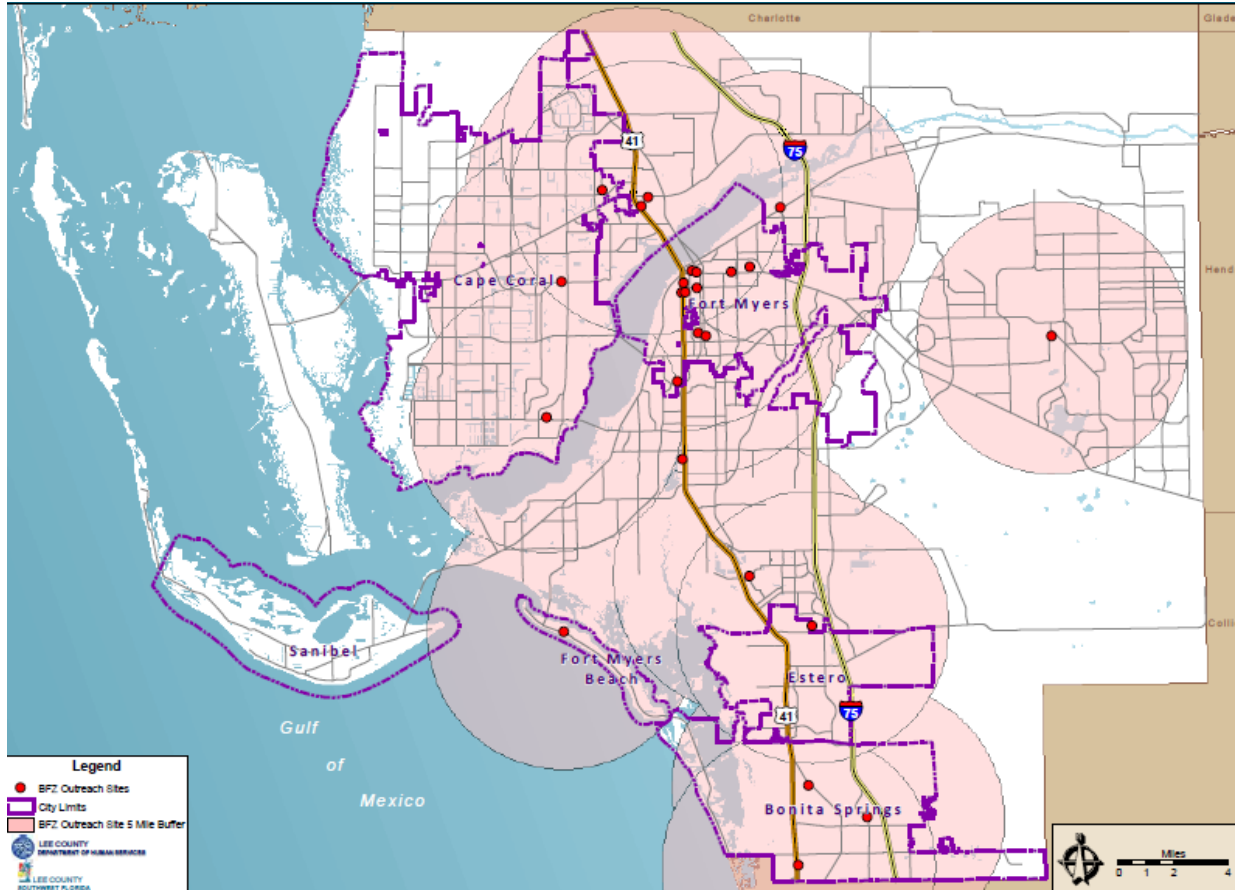 Charlotte
Glade
41
75
Hend
Cape Coral
Fort Myers
Colli
Sanibel
Fort Myers
Beach
Estero
41
75
Gulf
of
Mexico
Bonita Springs
Legend
BFZ Outreach Sites
City Limits
BFZ Outreach Site 5 Mile Buffer
LEE COUNTY
DEPARTMENT OF HUMAN SERVICES
LEE COUNTY
SOUTHWEST FLORIDA
Miles
0 1 2 4